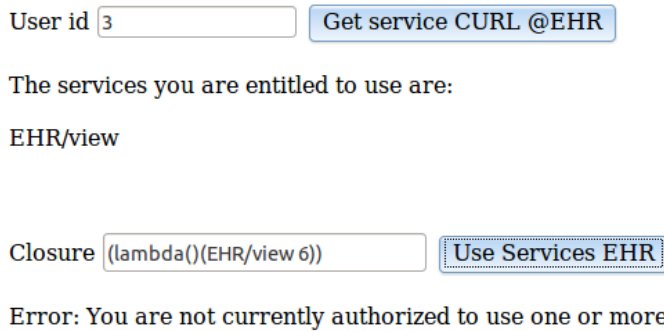 User id 3 Get service CURL @EHR
The services you are entitled to use are:
EHR/view
Closure (lambda()(EHR/view 6)) Use Services EHR
Error: You are not currently authorized to use one or more